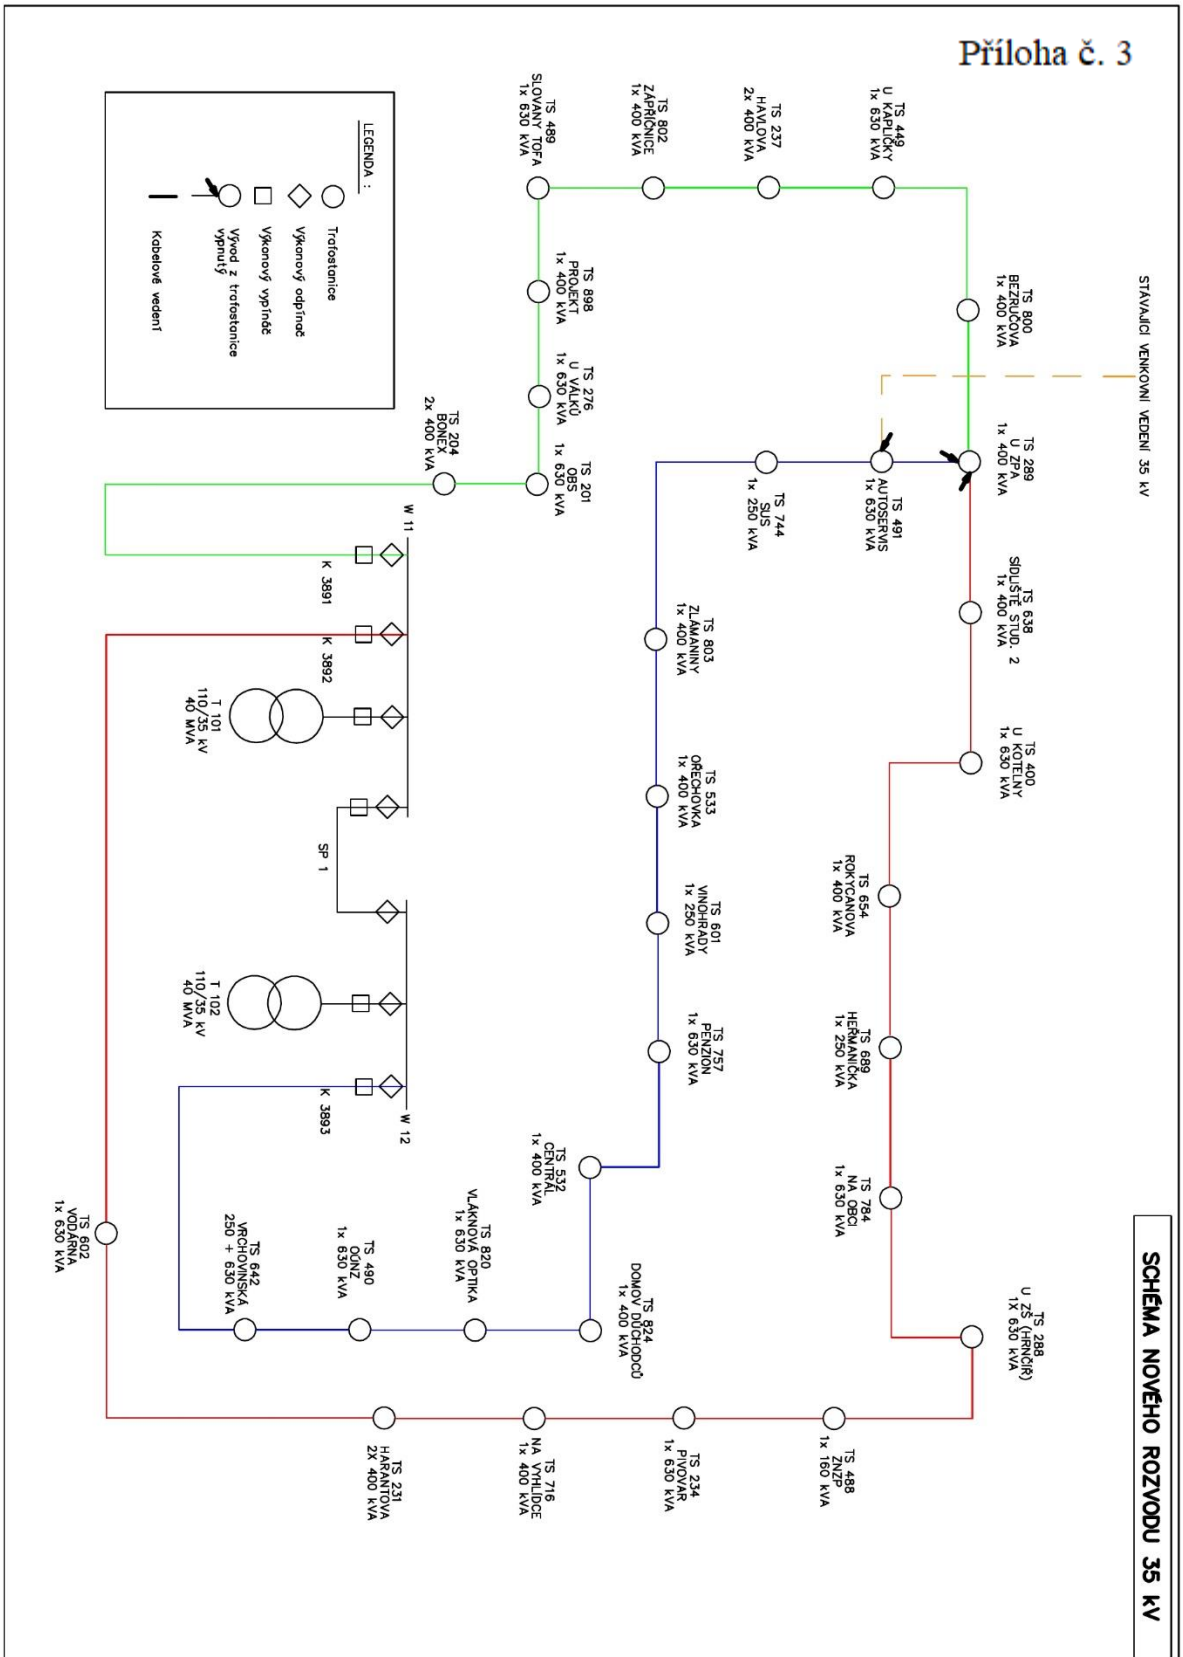 Příloha č. 3
SCHÉMA NOVÉHO ROZVODU 35 kV
STÁVAJÍCÍ VENKOVNÍ VEDENÍ 35 kV
TS 449
U KAPLIČKY
1x 630 kVA
TS 237
HAVLOVA
2x 400 kVA
TS 802
ZÁPŘIČNICE
1x 400 kVA
TS 489
SLOVANY TOFA
1x 630 kVA
TS 800
BEZRUČOVA
1x 400 kVA
TS 898
PROJEKT
1x 400 kVA
TS 276
U VÁLKŮ
1x 630 kVA
TS 201
OBS
1x 630 kVA
TS 204
BONEX
2x 400 kVA
TS 289
U ZPA
1x 400 kVA
TS 491
AUTOSERVIS
1x 630 kVA
TS 744
SUS
1x 250 kVA
TS 638
SÍDLIŠTĚ STUD. 2
1x 400 kVA
TS 400
U KOTELNY
1x 630 kVA
TS 803
ZLÁMANINY
1x 400 kVA
TS 533
OŘECHOVKA
1x 400 kVA
TS 601
VINOHRADY
1x 250 kVA
TS 757
PENZION
1x 630 kVA
TS 654
ROKYCANOVA
1x 400 kVA
TS 689
HEŘMANIČKA
1x 250 kVA
TS 784
NA OBCI
1x 630 kVA
TS 288
U ZŠ (HRNČÍŘ)
1X 630 kVA
TS 532
CENTRÁL
1x 400 kVA
TS 824
DOMOV DŮCHODCŮ
1x 400 kVA
TS 820
VLÁKNOVÁ OPTIKA
1x 630 kVA
TS 490
OÚNZ
1x 630 kVA
TS 642
VRCHOVINSKÁ
250 + 630 kVA
TS 602
VODÁRNA
1x 630 kVA
TS 231
HARANTOVA
2X 400 kVA
TS 716
NA VYHLÍDCE
1x 400 kVA
TS 234
PIVOVAR
1x 630 kVA
TS 488
ZNZP
1x 160 kVA
W 11
K 3891
K 3892
T 101
110/35 kV
40 MVA
SP 1
T 102
110/35 kV
40 MVA
K 3893
W 12
LEGENDA :
Trafostanice
Výkonový odpínač
Výkonový vypínač
Vývod z trafostanice
vypnutý
Kabelové vedení